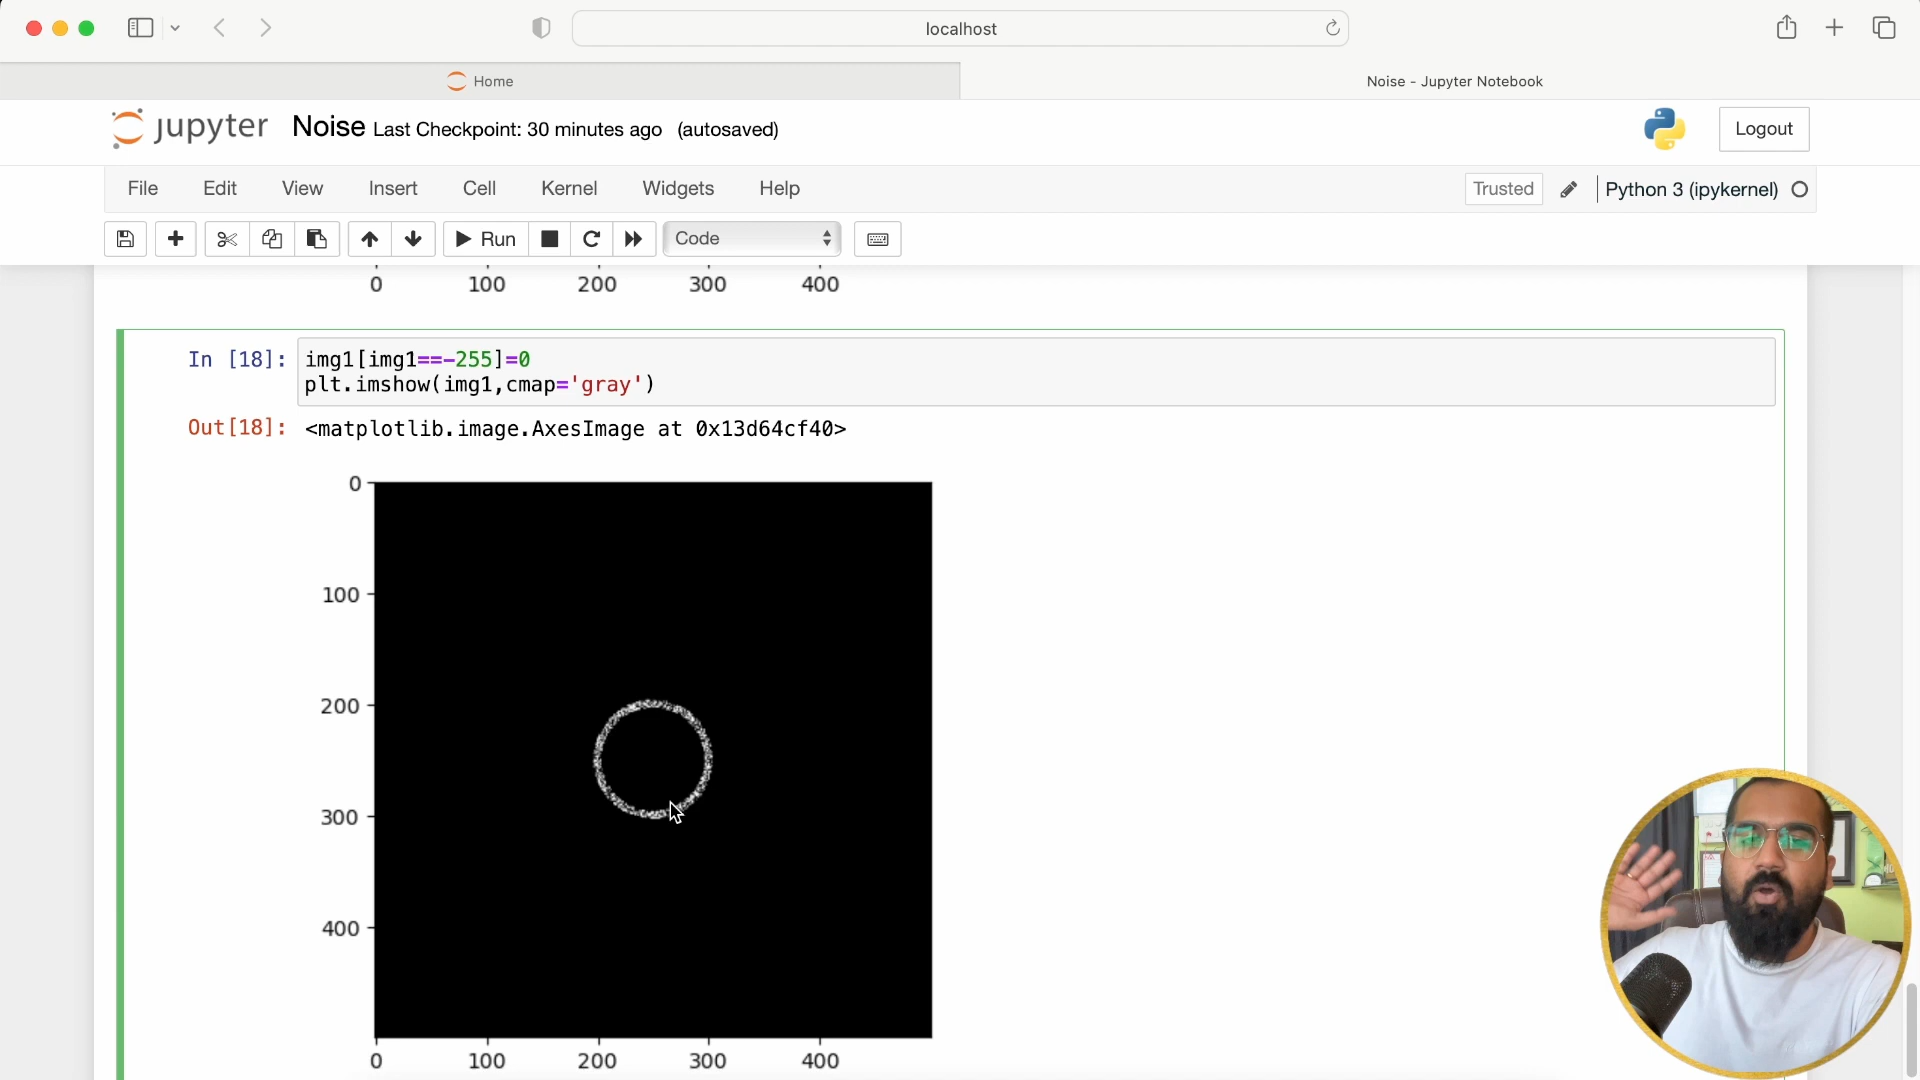 localhost
Home
Noise - Jupyter Notebook
jupyter Noise Last Checkpoint: 30 minutes ago (autosaved)
Logout
File Edit View Insert Cell Kernel Widgets Help
Trusted Python 3 (ipykernel)
Run Code
0 100 200 300 400
In [18]: img1[img1==-255]=0
plt.imshow(img1,cmap='gray')
Out[18]: <matplotlib.image.AxesImage at 0x13d64cf40>
0
100
200
300
400
0 100 200 300 400